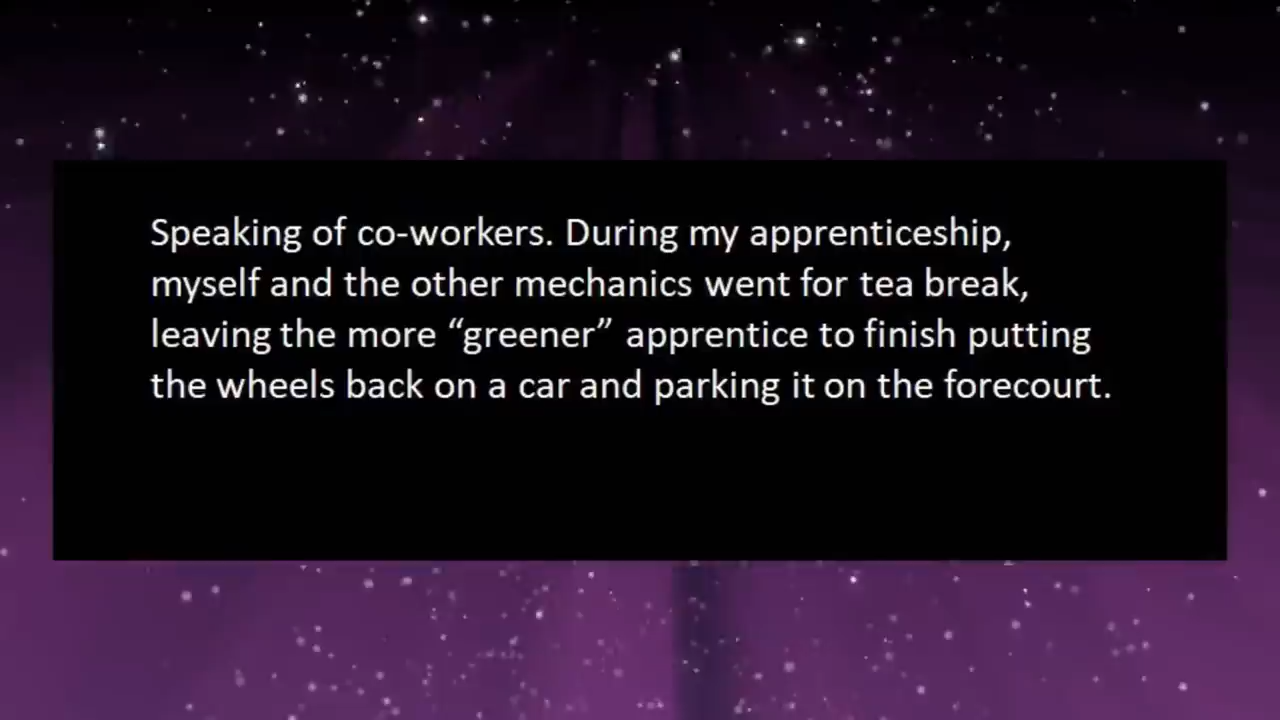 Speaking of co-workers. During my apprenticeship,
myself and the other mechanics went for tea break,
leaving the more “greener” apprentice to finish putting
the wheels back on a car and parking it on the forecourt.